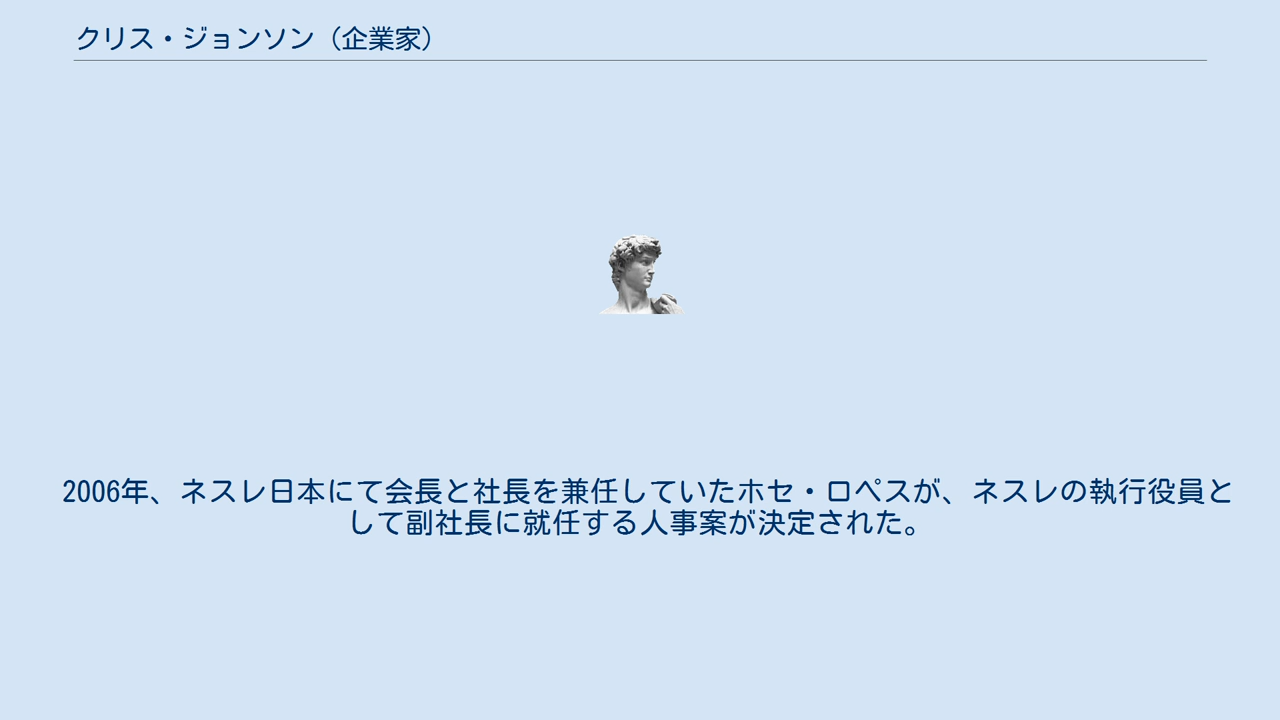 クリス・ジョンソン（企業家）
2006年、ネスレ日本にて会長と社長を兼任していたホセ・ロペスが、ネスレの執行役員と
して副社長に就任する人事案が決定された。